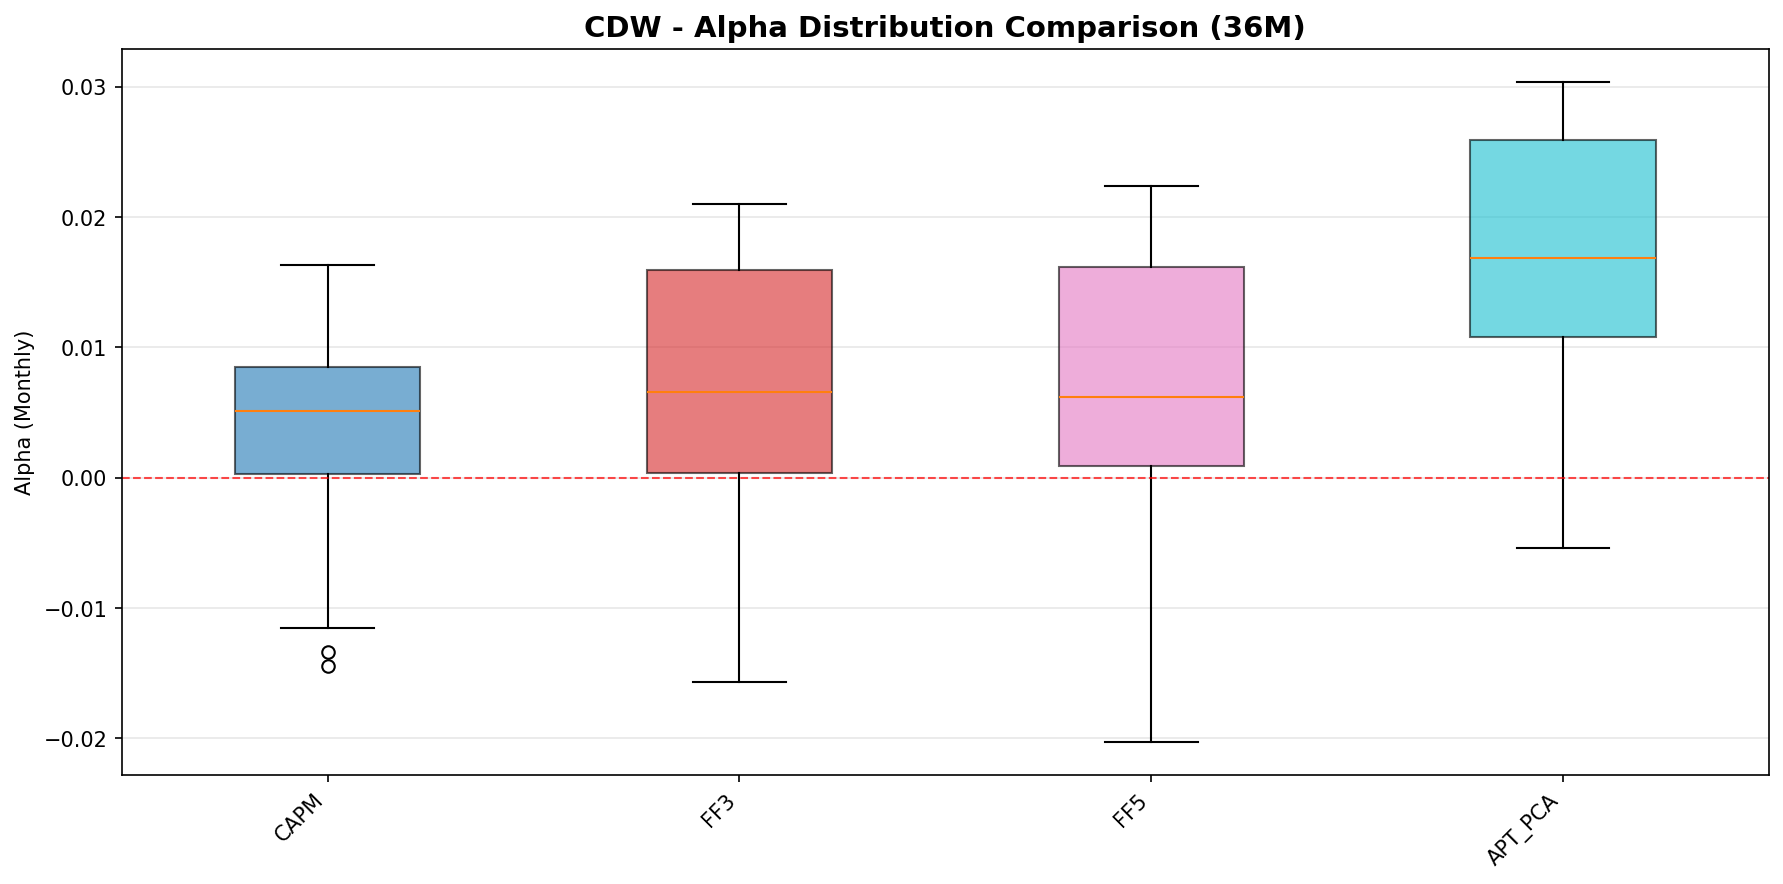 CDW - Alpha Distribution Comparison (36M)
Alpha (Monthly)
0.03
0.02
0.01
0.00
−0.01
−0.02
CAPM
FF3
FF5
APT_PCA